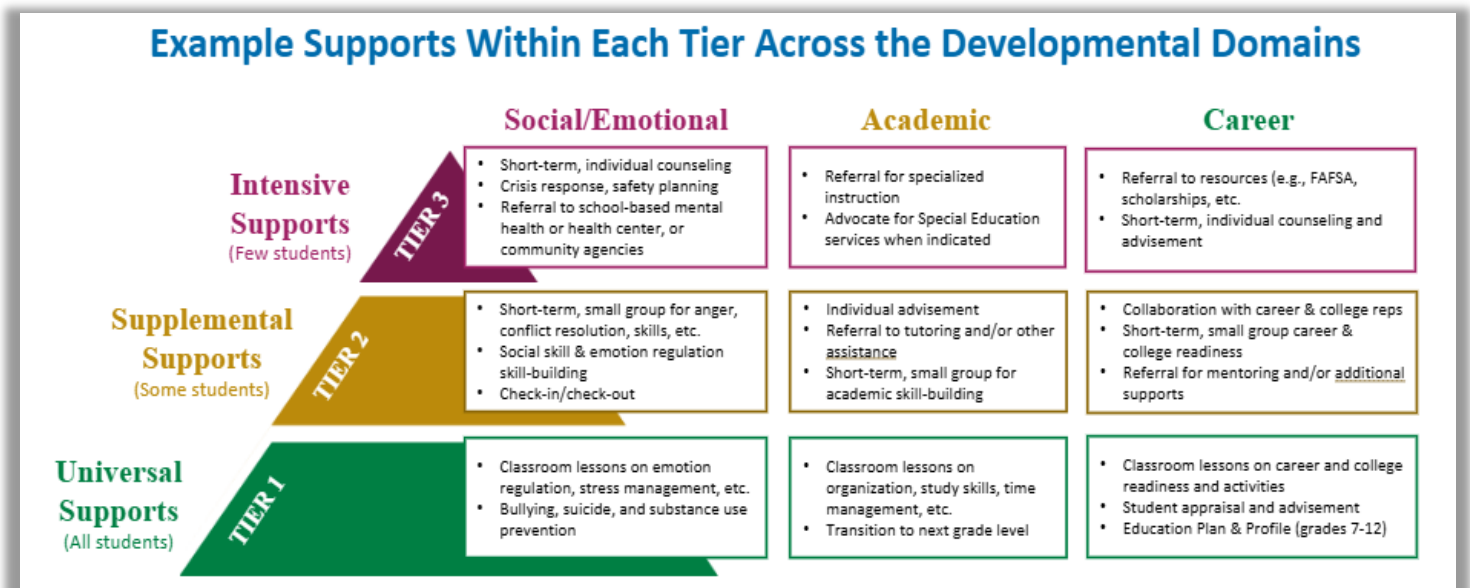 Example Supports Within Each Tier Across the Developmental Domains
Social/Emotional
Academic
Career
Intensive
Supports
(Few students)
TIER 3
• Short-term, individual counseling
• Crisis response, safety planning
• Referral to school-based mental
health or health center, or
community agencies
• Referral for specialized
instruction
• Advocate for Special Education
services when indicated
• Referral to resources (e.g., FAFSA,
scholarships, etc.
• Short-term, individual counseling and
advisement
Supplemental
Supports
(Some students)
TIER 2
• Short-term, small group for anger,
conflict resolution, skills, etc.
• Social skill & emotion regulation
skill-building
• Check-in/check-out
• Individual advisement
• Referral to tutoring and/or other
assistance
• Short-term, small group for
academic skill-building
• Collaboration with career & college reps
• Short-term, small group career &
college readiness
• Referral for mentoring and/or additional
supports
Universal
Supports
(All students)
TIER 1
• Classroom lessons on emotion
regulation, stress management, etc.
• Bullying, suicide, and substance use
prevention
• Classroom lessons on
organization, study skills, time
management, etc.
• Transition to next grade level
• Classroom lessons on career and college
readiness and activities
• Student appraisal and advisement
• Education Plan & Profile (grades 7-12)